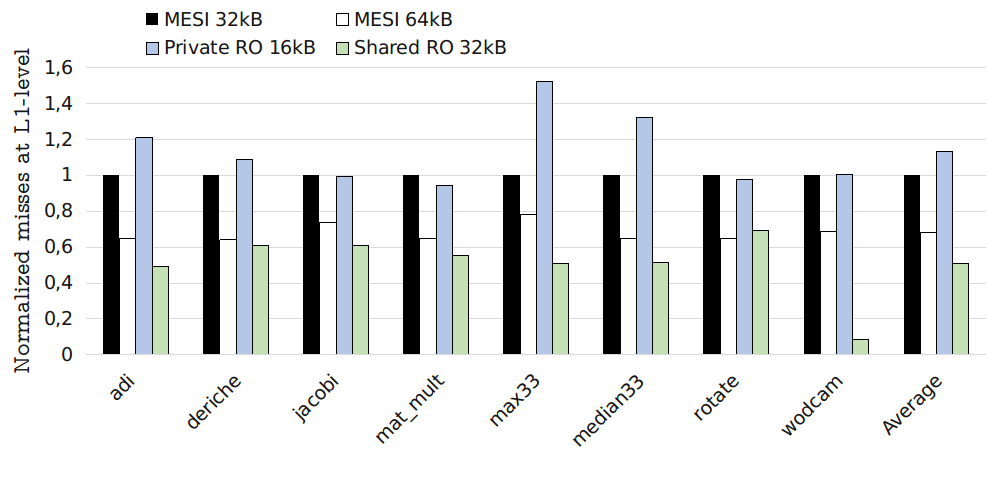 MESI 32kB
MESI 64kB
Private RO 16kB
Shared RO 32kB
Normalized misses at L1-level
1,6
1,4
1,2
1
0,8
0,6
0,4
0,2
0
adi
deriche
jacobi
mat_mult
max33
median33
rotate
wodcam
Average